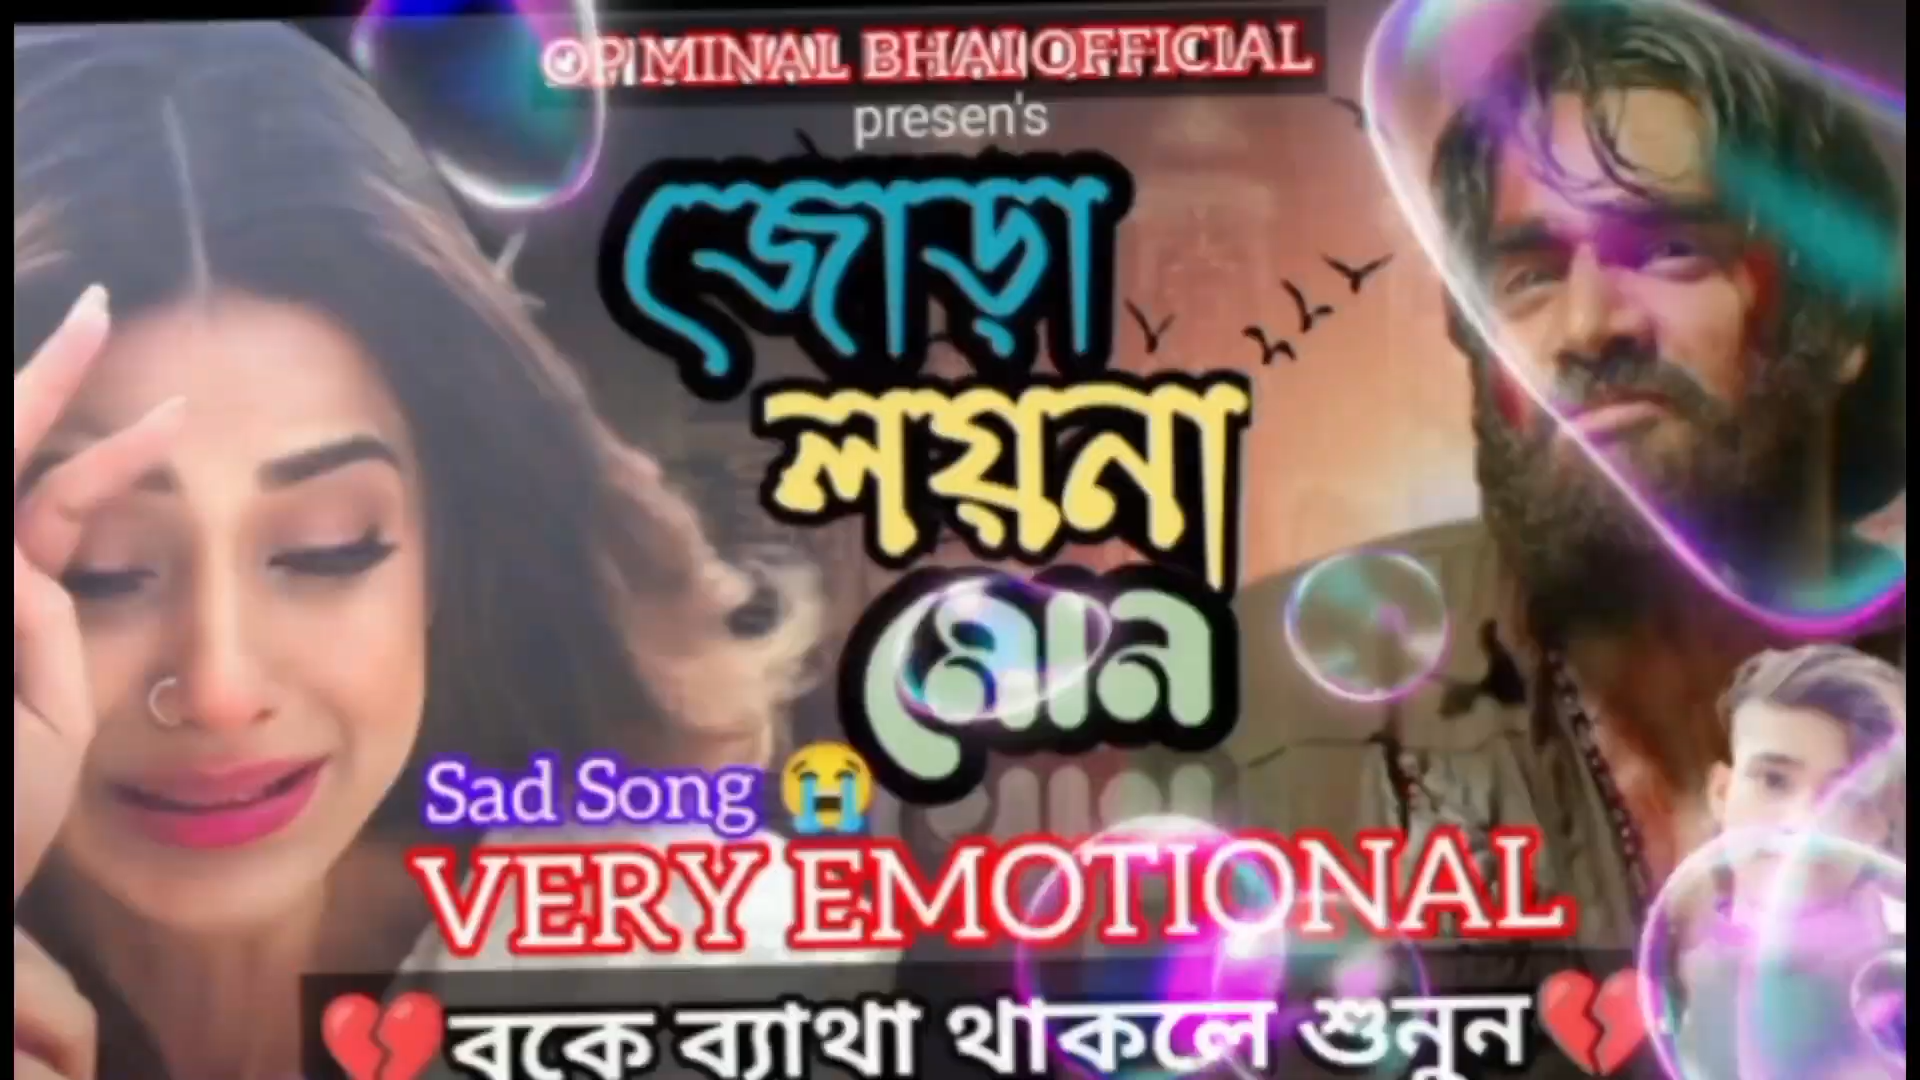 OP MINAL BHAI OFFICIAL
presen's
জোড়া
লয়না
মোন
Sad Song 😭
VERY EMOTIONAL
💔বকে ব্যাথা থাকলে শুনুন💔